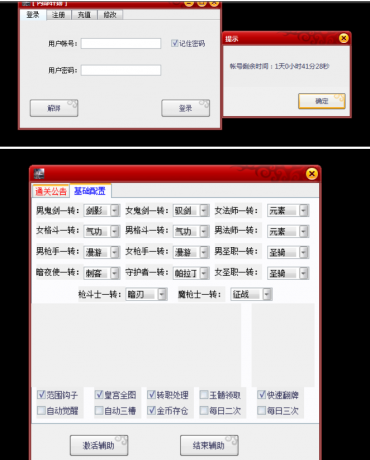 登录 注册 充值 修改
用户帐号： 记住密码
用户密码：
解绑 登录
提示
帐号剩余时间：1天0小时41分28秒
确定
通关公告 基础配置
男鬼剑一转： 剑影 女鬼剑一转： 驭剑 女法师一转： 元素
女格斗一转： 气功 男格斗一转： 气功 男法师一转： 元素
男枪手一转： 漫游 女枪手一转： 漫游 男圣职一转： 圣骑
暗夜使一转： 刺客 守护者一转： 帕拉丁 女圣职一转： 圣骑
枪斗士一转： 暗刃 魔枪士一转： 征战
范围钩子 皇宫全图 转职处理 玉髓领取 快速翻牌
自动觉醒 自动三槽 金币存仓 每日二次 每日三次
激活辅助 结束辅助